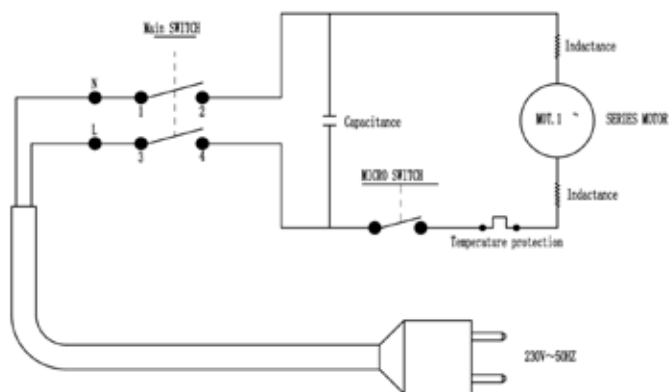 Main SWITCH
N
1
2
L
3
4
Capacitance
MICRO SWITCH
Temperature protection
Indactance
MOT.1 ~
SERIES MOTOR
Indactance
230V~50HZ